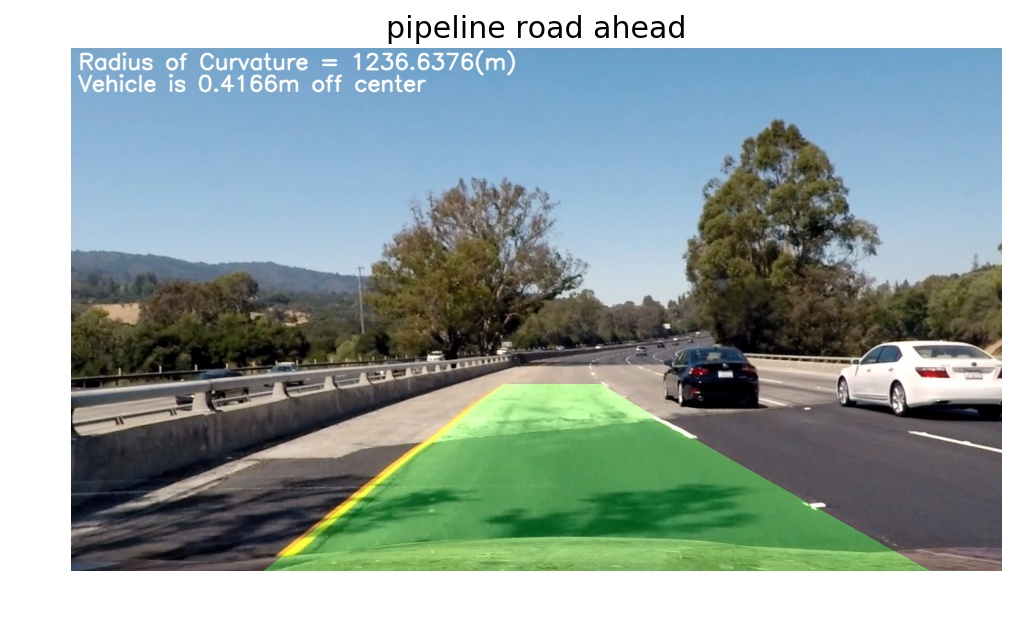 pipeline road ahead
Radius of Curvature = 1236.6376(m)
Vehicle is 0.4166m off center